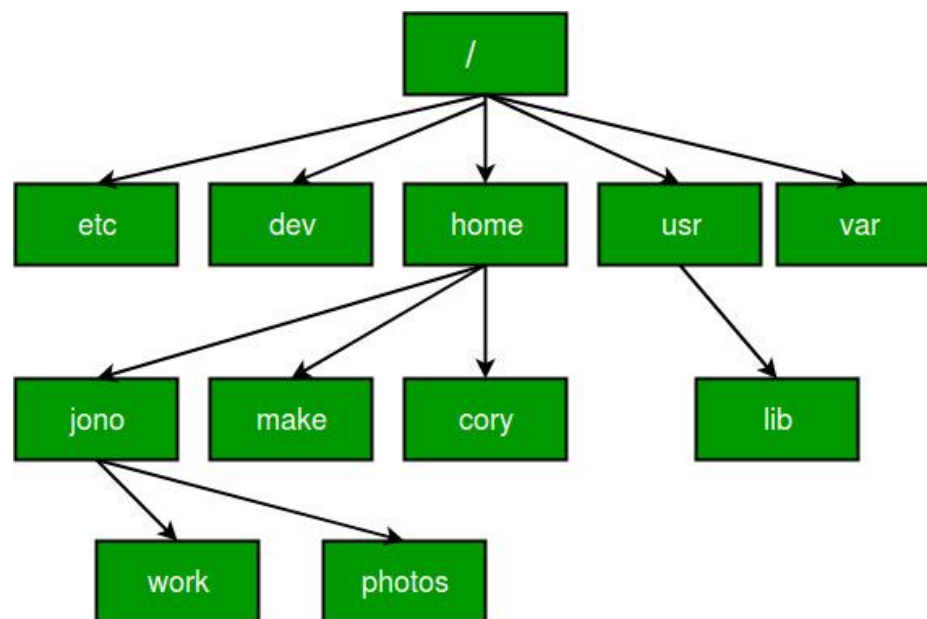 /
etc
dev
home
usr
var
jono
make
cory
lib
work
photos